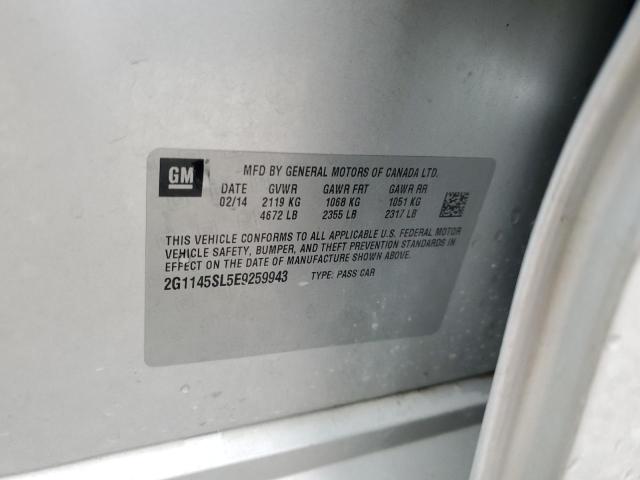 GM
MFD BY GENERAL MOTORS OF CANADA LTD.
DATE GVWR GAWR FRT GAWR RR
02/14 2119 KG 1068 KG 1051 KG
4672 LB 2355 LB 2317 LB
THIS VEHICLE CONFORMS TO ALL APPLICABLE U.S. FEDERAL MOTOR
VEHICLE SAFETY, BUMPER, AND THEFT PREVENTION STANDARDS IN
EFFECT ON THE DATE OF MANUFACTURE SHOWN ABOVE.
2G1145SL5E9259943 TYPE: PASS CAR